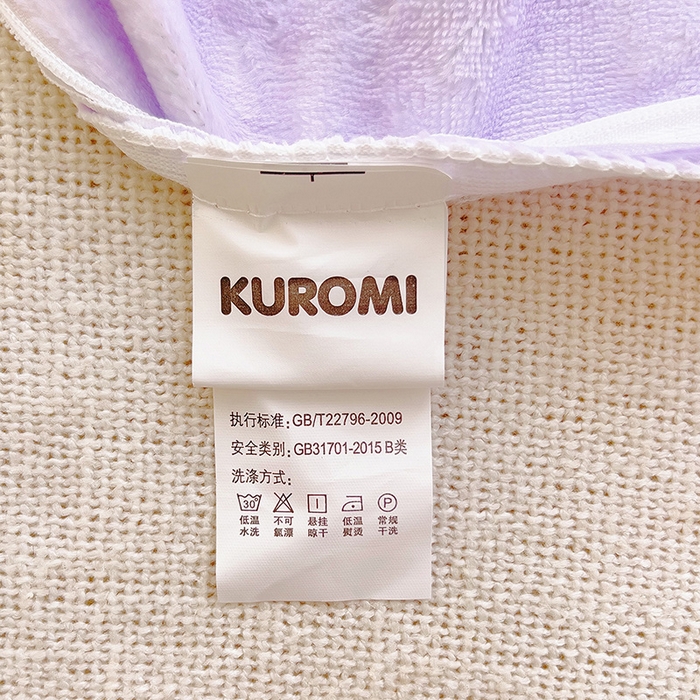 KUROMI
执行标准: GB/T22796-2009
安全类别: GB31701-2015 B类
洗涤方式:
30° P
低温 不可 悬挂 低温 常规
水洗 氯漂 晾干 熨烫 干洗